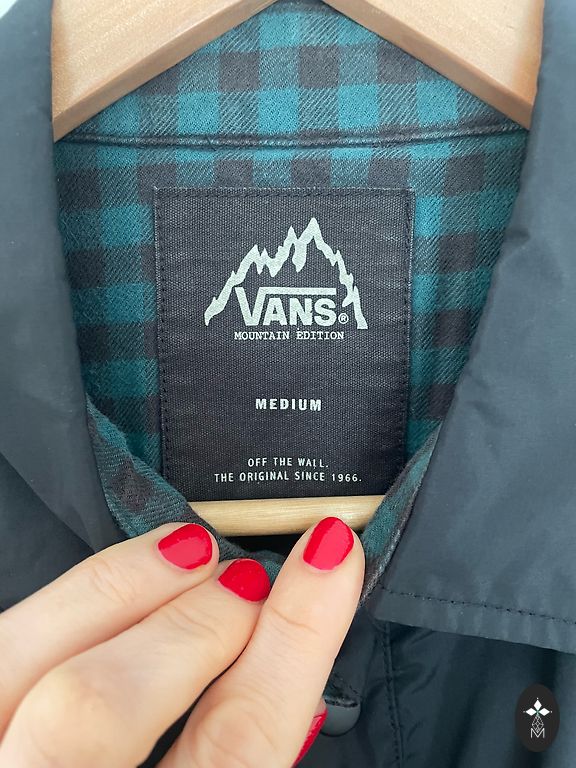 VANS®
MOUNTAIN EDITION
MEDIUM
OFF THE WALL.
THE ORIGINAL SINCE 1966.
M